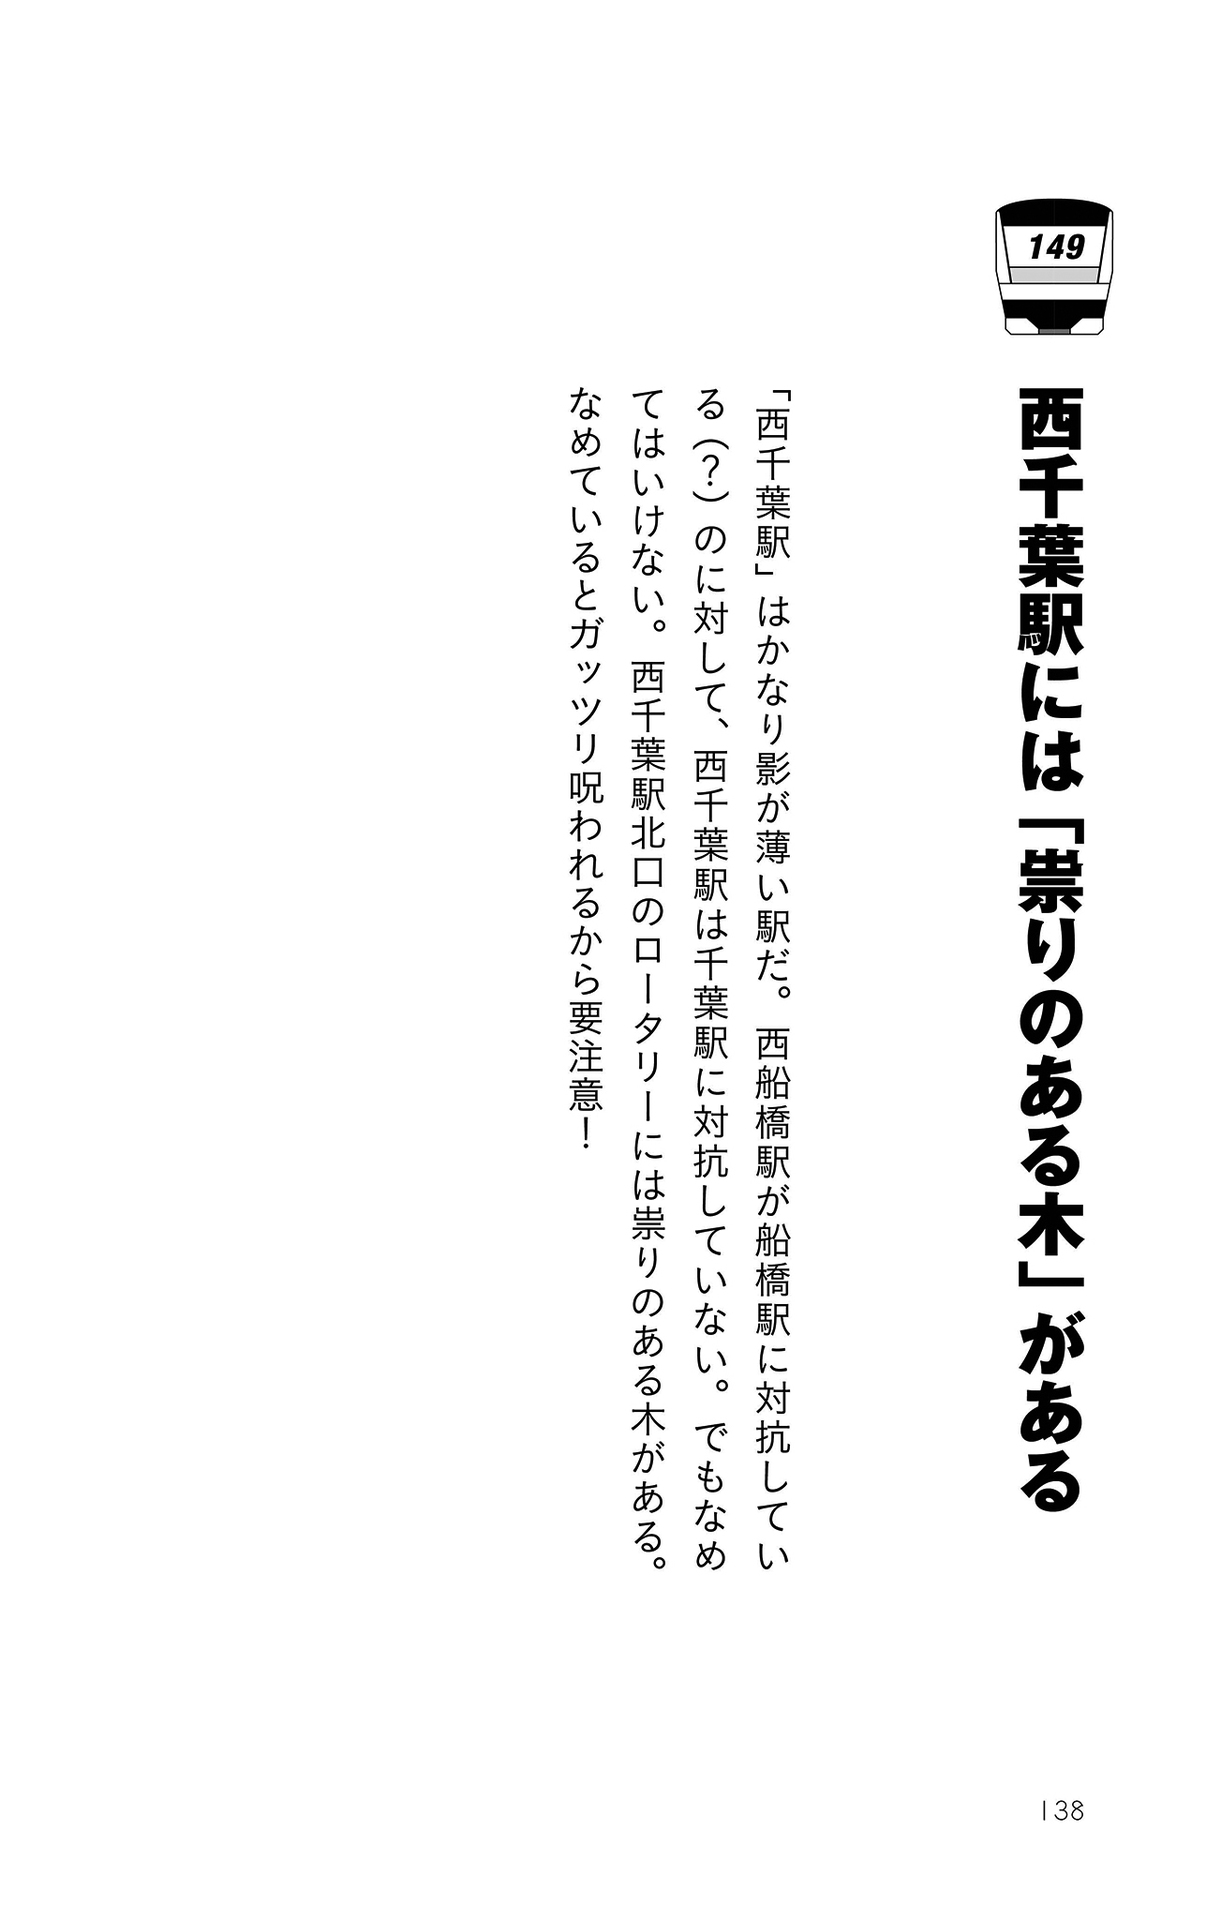 149
西千葉駅には「祟りのある木」がある
「西千葉駅」はかなり影が薄い駅だ。西船橋駅が船橋駅に対抗してい
る（？）のに対して、西千葉駅は千葉駅に対抗していない。でもなめ
てはいけない。西千葉駅北口のロータリーには祟りのある木がある。
なめているとガッツリ呪われるから要注意！
138